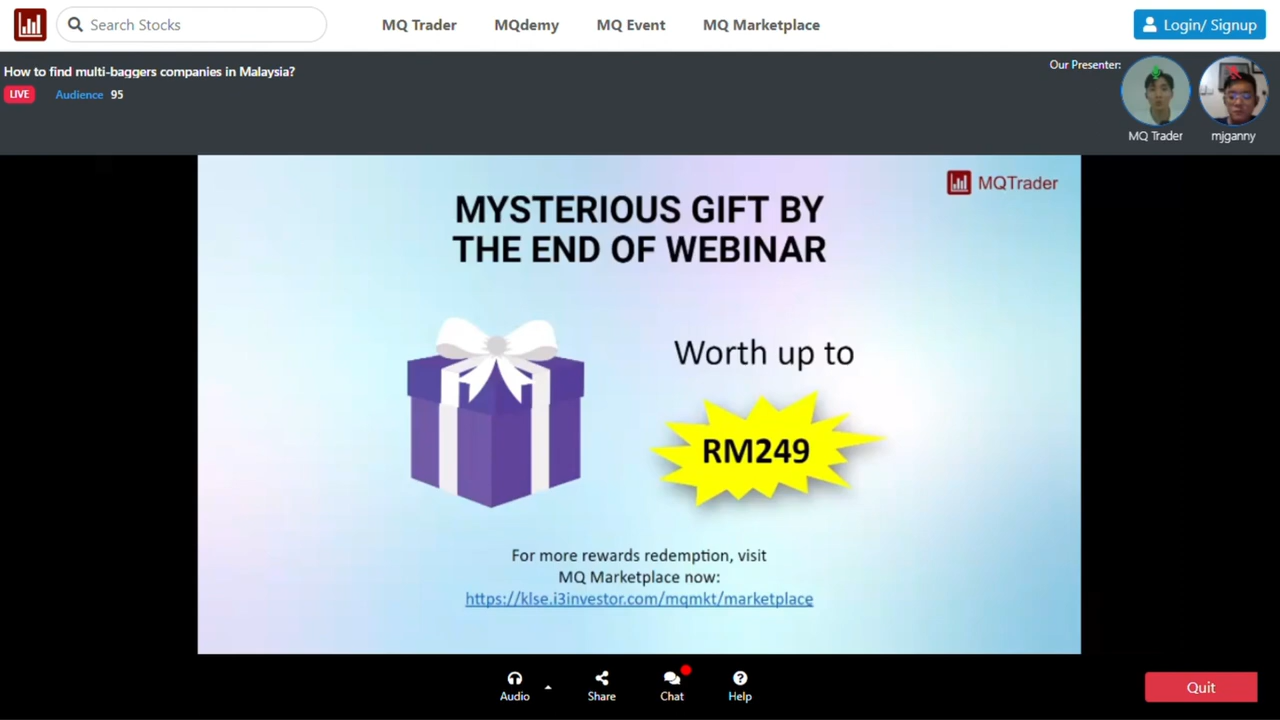 Search Stocks
MQ Trader
MQdemy
MQ Event
MQ Marketplace
Login/ Signup
How to find multi-baggers companies in Malaysia?
LIVE
Audience 95
Our Presenter:
MQ Trader
mjganny
MQTrader
MYSTERIOUS GIFT BY
THE END OF WEBINAR
Worth up to
RM249
For more rewards redemption, visit
MQ Marketplace now:
https://klse.i3investor.com/mqmkt/marketplace
Audio
Share
Chat
Help
Quit